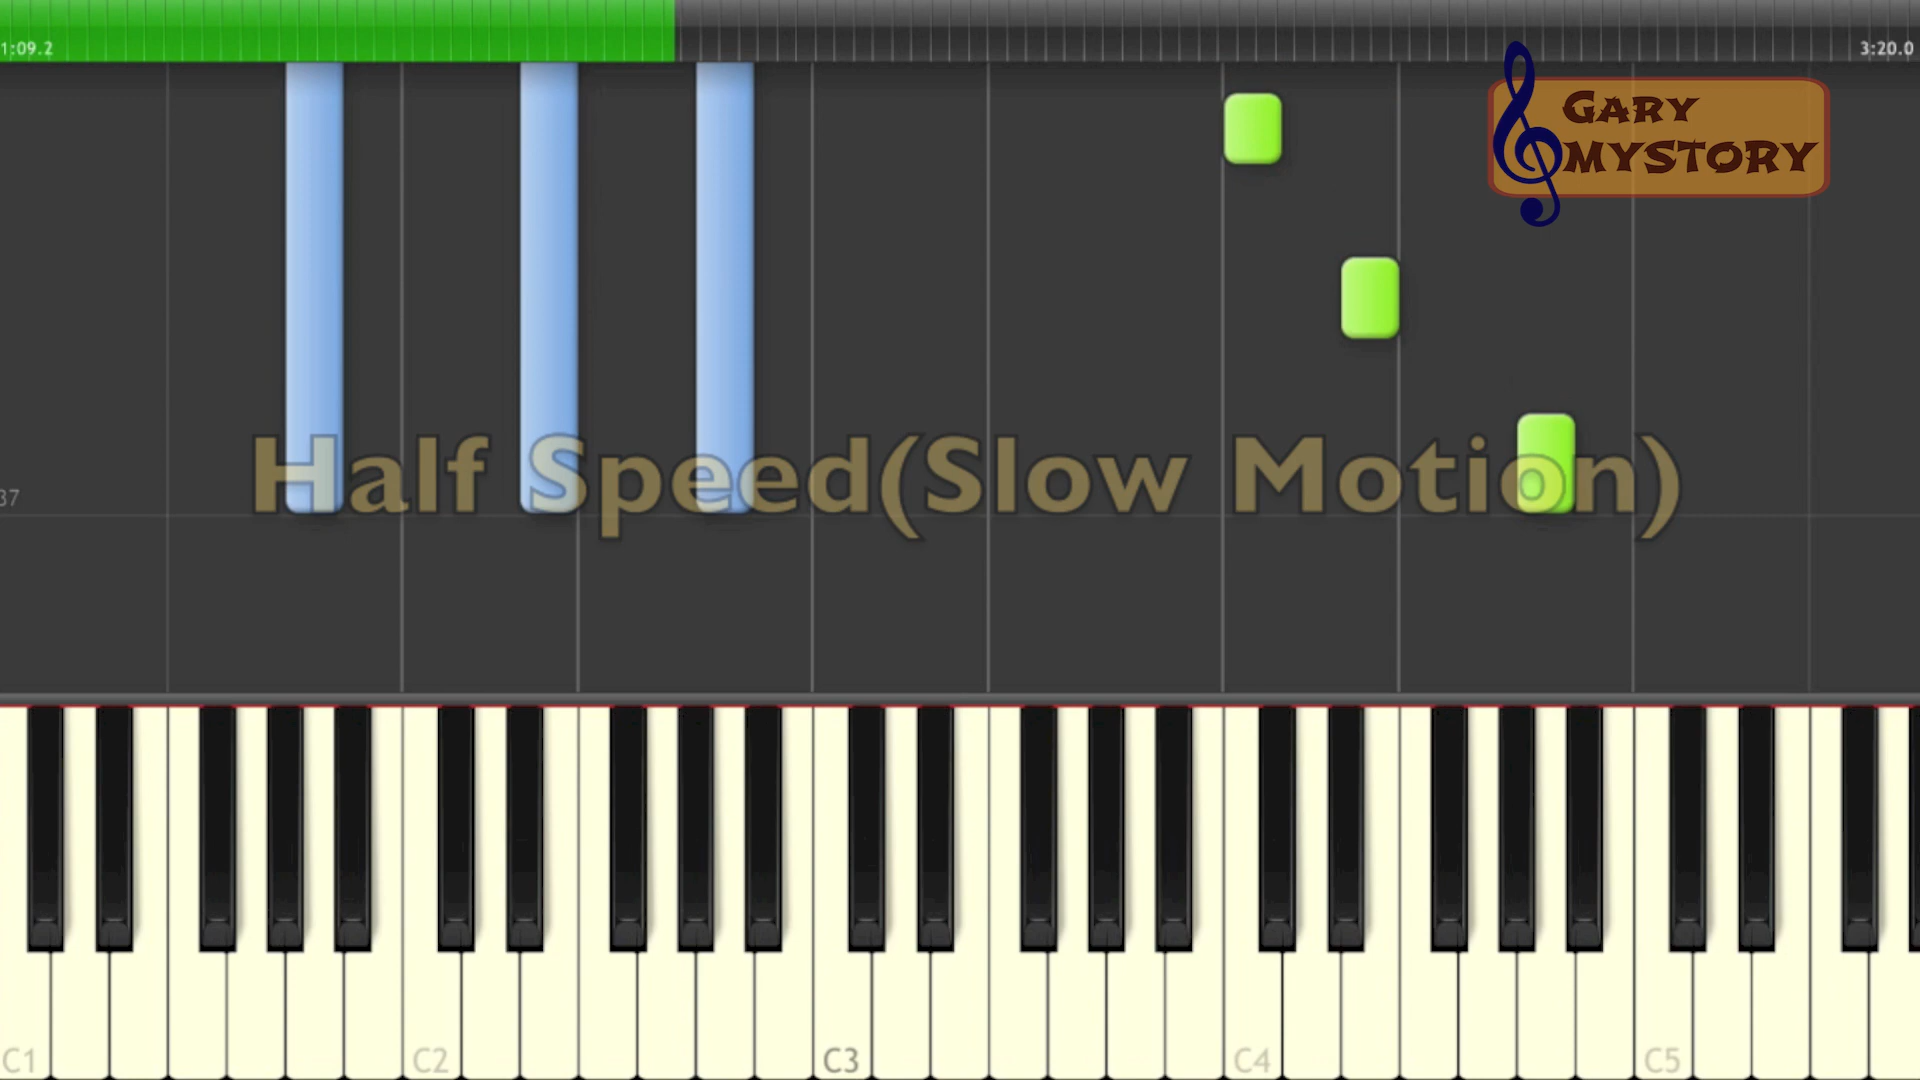 1:09.2
3:20.0
GARY
MYSTORY
37
Half Speed(Slow Motion)
C1
C2
C3
C4
C5